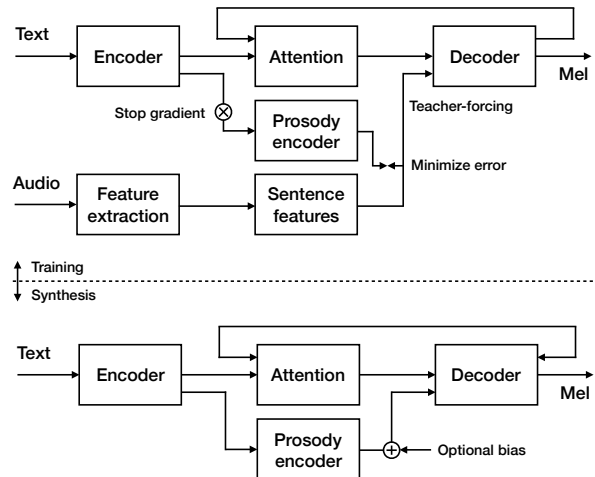 Text
Encoder
Attention
Decoder
Mel
Stop gradient
Prosody
encoder
Teacher-forcing
Minimize error
Audio
Feature
extraction
Sentence
features
Training
Synthesis
Text
Encoder
Attention
Decoder
Mel
Prosody
encoder
Optional bias